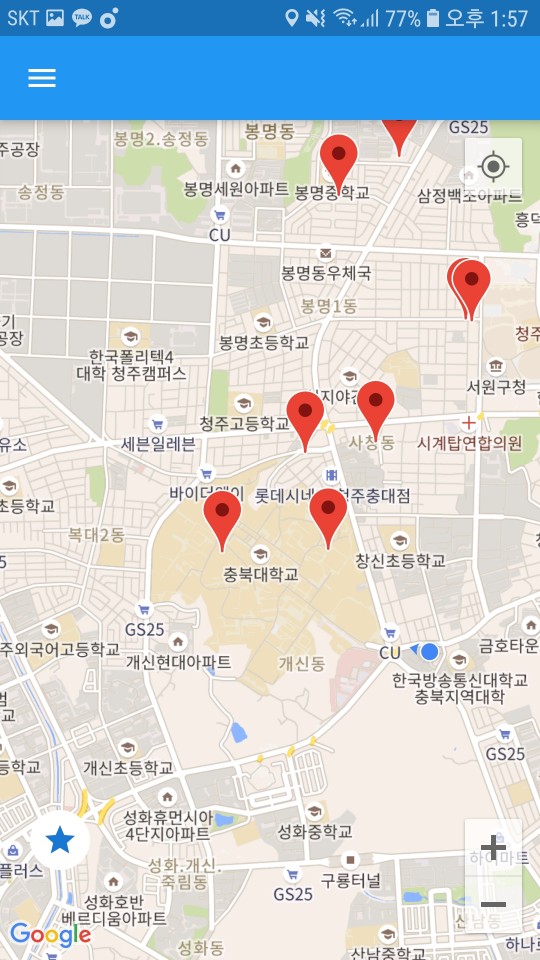 SKT TALK 77% 오후 1:57
주공장
봉명2.송정동
봉명동
GS25
송정동
봉명세원아파트
봉명중학교
삼정백조아파트
CU
흥덕
봉명동우체국
봉명1동
공장
봉명초등학교
청주
한국폴리텍4
대학 청주캠퍼스
서원구청
청주고등학교
사창동
세븐일레븐
시계탑연합의원
주유소
바이더웨이
롯데시네
청주충대점
초등학교
복대2동
충북대학교
창신초등학교
GS25
주외국어고등학교
개신현대아파트
개신동
CU
금호타운
한국방송통신대학교
충북지역대학
GS25
개신초등학교
등학교
성화휴먼시아
4단지아파트
성화중학교
하이마트
플러스
성화.개신.
죽림동
구룡터널
GS25
성화호반
베르디움아파트
산남동
Google
성화동
산남중학교
하나로